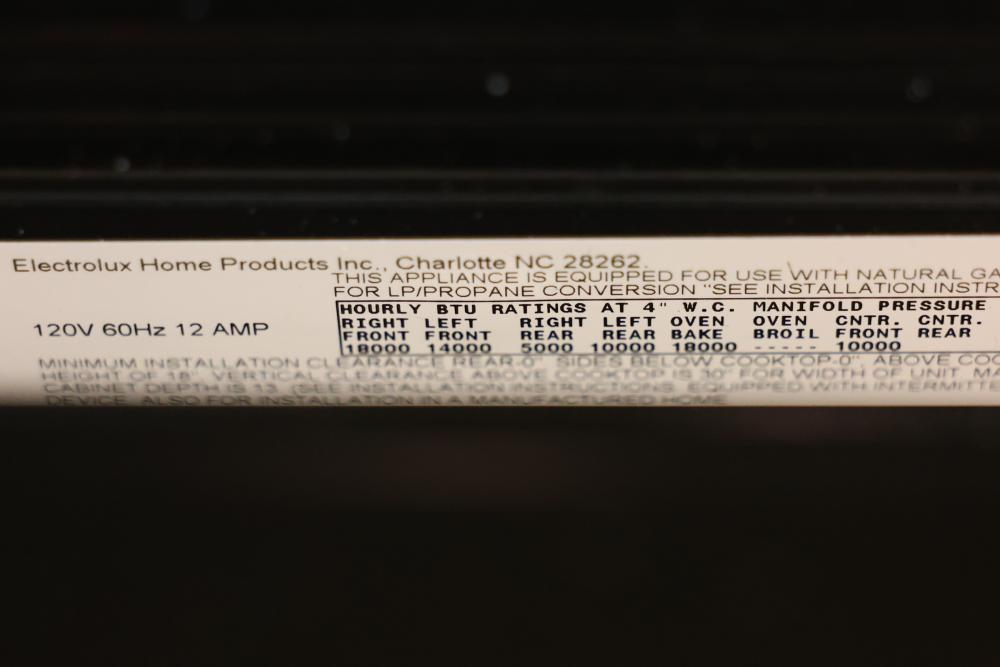 Electrolux Home Products Inc., Charlotte NC 28262.
THIS APPLIANCE IS EQUIPPED FOR USE WITH NATURAL GA
FOR LP/PROPANE CONVERSION "SEE INSTALLATION INSTR
120V 60Hz 12 AMP
HOURLY BTU RATINGS AT 4" W.C. MANIFOLD PRESSURE
RIGHT LEFT RIGHT LEFT OVEN OVEN CNTR. CNTR.
FRONT FRONT REAR REAR BAKE BROIL FRONT REAR
18000 14000 5000 10000 18000 ----- 10000
MINIMUM INSTALLATION CLEARANCE REAR-0" SIDES BELOW COOKTOP-0" ABOVE COO
HEIGHT OF 18" VERTICAL CLEARANCE ABOVE COOKTOP IS 30" FOR WIDTH OF UNIT MA
CABINET DEPTH IS 13. (SEE INSTALLATION INSTRUCTIONS. EQUIPPED WITH INTERMITTE
DEVICE. ALSO FOR INSTALLATION IN A MANUFACTURED HOME